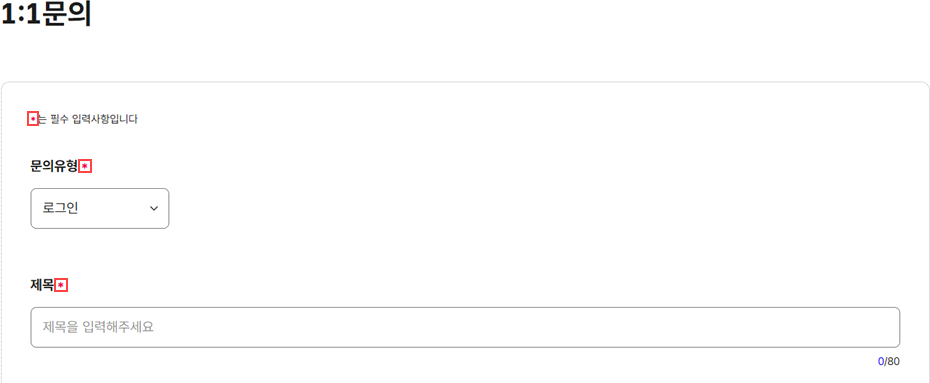 1:1문의
*는 필수 입력사항입니다
문의유형*
로그인
제목*
제목을 입력해주세요
0/80